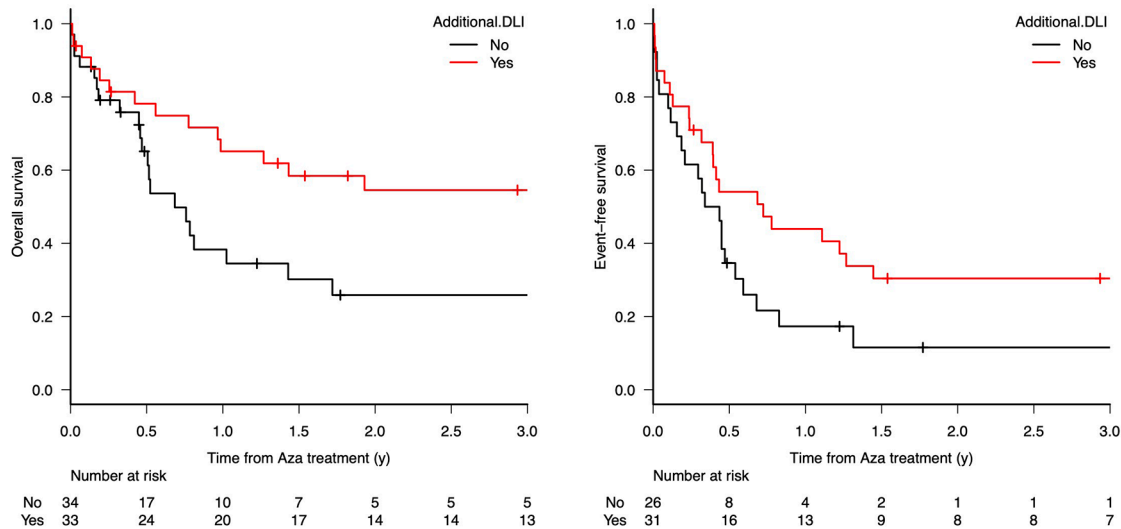 Additional.DLI
No
Yes
Overall survival
1.0
0.8
0.6
0.4
0.2
0.0
0.0 0.5 1.0 1.5 2.0 2.5 3.0
Time from Aza treatment (y)
Number at risk
No 34 17 10 7 5 5 5
Yes 33 24 20 17 14 14 13
Additional.DLI
No
Yes
Event-free survival
1.0
0.8
0.6
0.4
0.2
0.0
0.0 0.5 1.0 1.5 2.0 2.5 3.0
Time from Aza treatment (y)
Number at risk
No 26 8 4 2 1 1 1
Yes 31 16 13 9 8 8 7